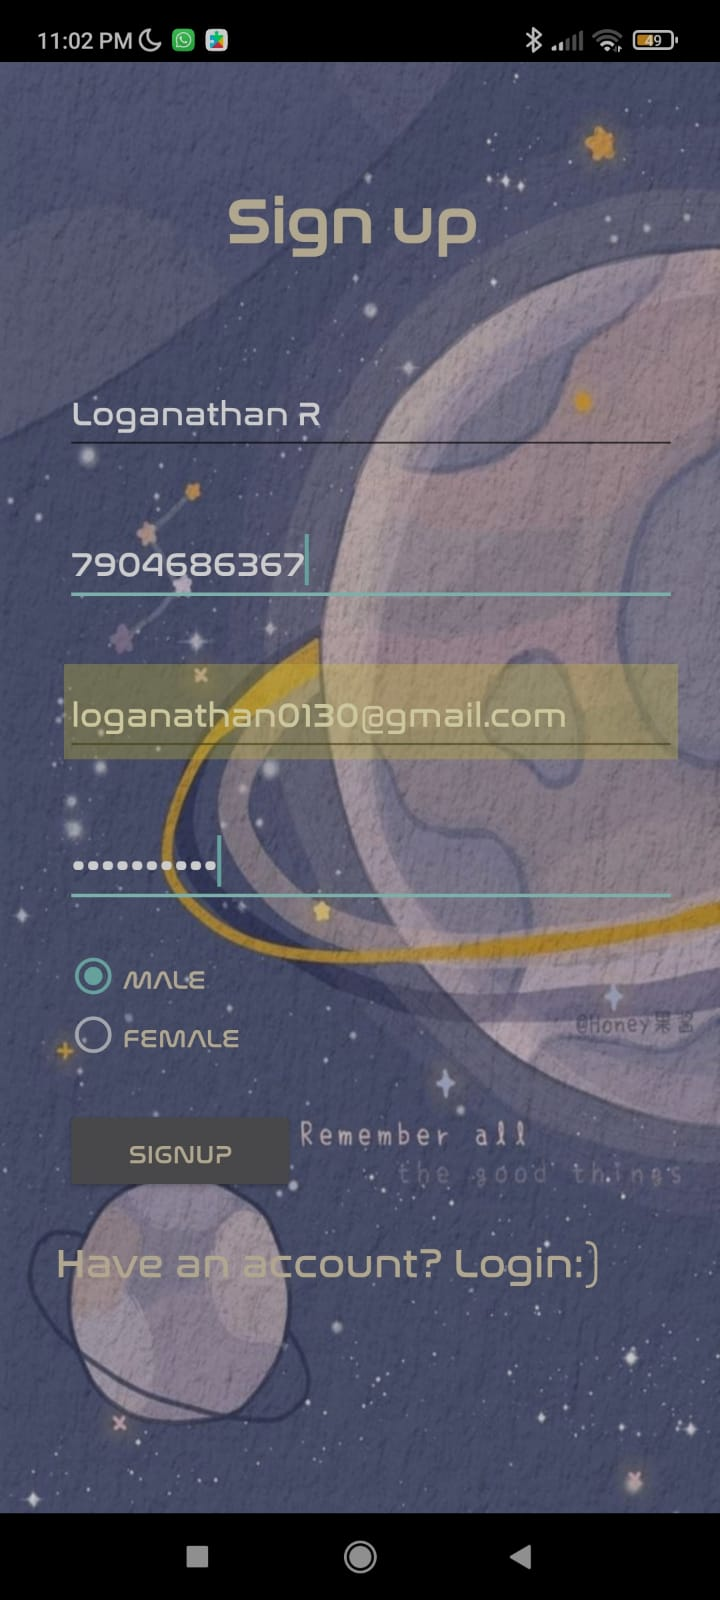 11:02 PM
49
Sign up
Loganathan R
7904686367
loganathan0130@gmail.com
••••••••••
MALE
FEMALE
@Honey果酱
SIGNUP
Remember all
the good things
Have an account? Login:)